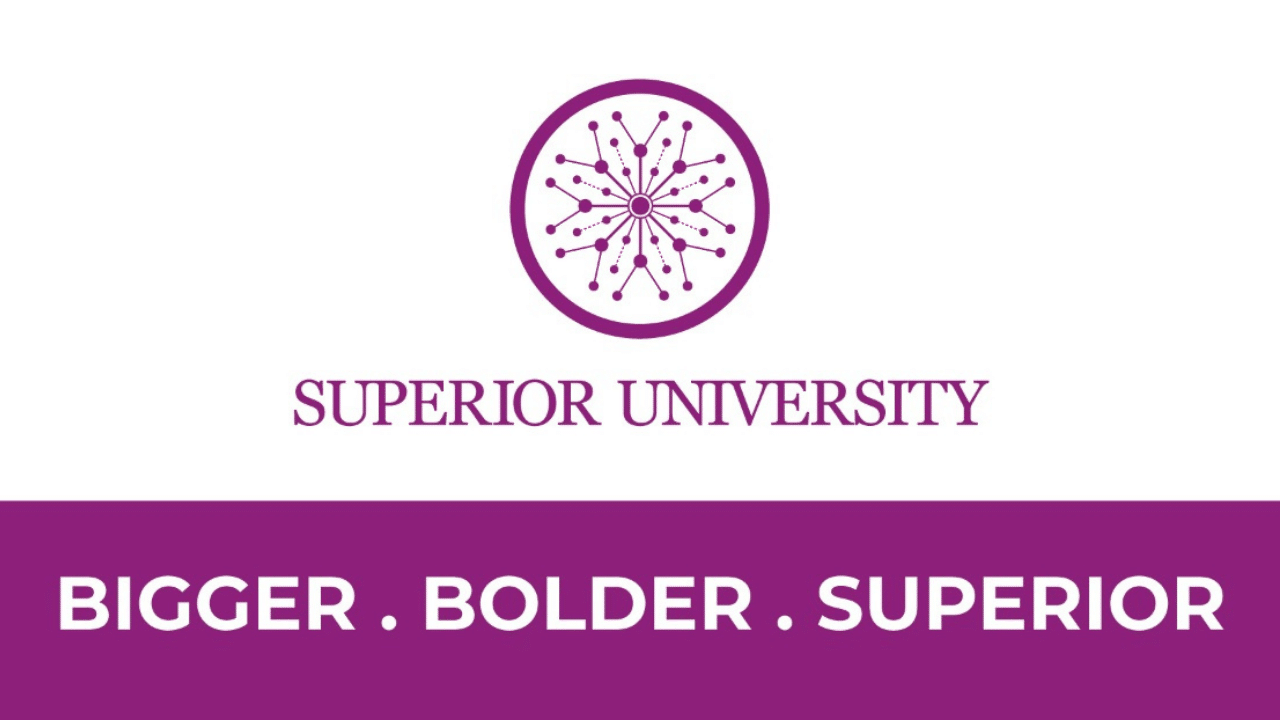 SUPERIOR UNIVERSITY
BIGGER . BOLDER . SUPERIOR